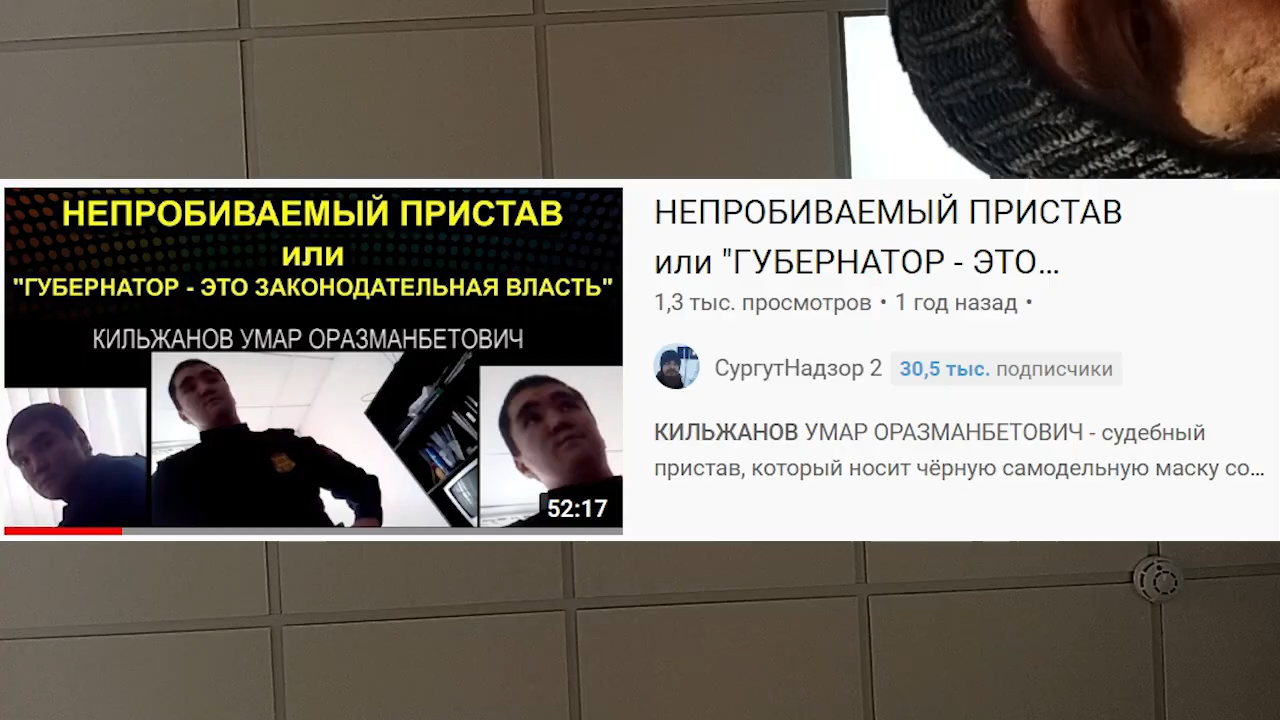 НЕПРОБИВАЕМЫЙ ПРИСТАВ
или
"ГУБЕРНАТОР - ЭТО ЗАКОНОДАТЕЛЬНАЯ ВЛАСТЬ"
КИЛЬЖАНОВ УМАР ОРАЗМАНБЕТОВИЧ
52:17
НЕПРОБИВАЕМЫЙ ПРИСТАВ
или "ГУБЕРНАТОР - ЭТО...
1,3 тыс. просмотров • 1 год назад •
СургутНадзор 2 30,5 тыс. подписчики
КИЛЬЖАНОВ УМАР ОРАЗМАНБЕТОВИЧ - судебный
пристав, который носит чёрную самодельную маску со...